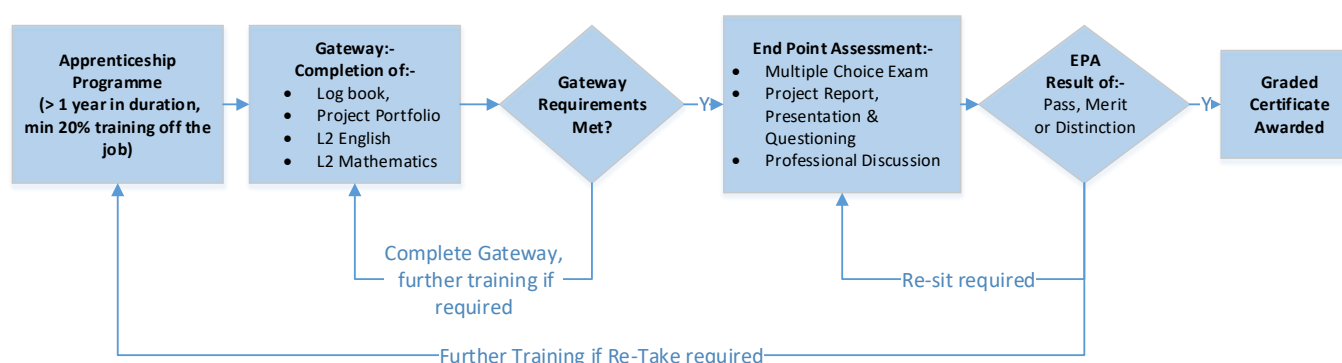 Apprenticeship
Programme
(> 1 year in duration,
min 20% training off the
job)
Gateway:-
Completion of:-
• Log book,
• Project Portfolio
• L2 English
• L2 Mathematics
Gateway
Requirements
Met?
Y
End Point Assessment:-
• Multiple Choice Exam
• Project Report,
Presentation &
Questioning
• Professional Discussion
EPA
Result of:-
Pass, Merit
or Distinction
Y
Graded
Certificate
Awarded
Complete Gateway,
further training if
required
Re-sit required
Further Training if Re-Take required